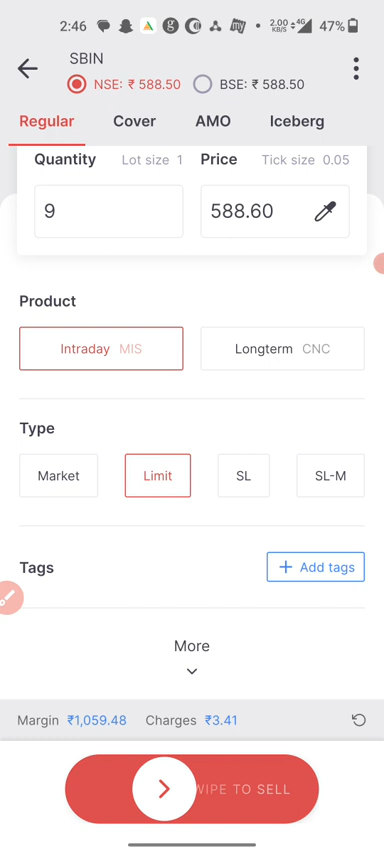 2:46 2.00 KB/S 4G 47%
SBIN
NSE: ₹ 588.50 BSE: ₹ 588.50
Regular Cover AMO Iceberg
Quantity Lot size 1 Price Tick size 0.05
9 588.60
Product
Intraday MIS Longterm CNC
Type
Market Limit SL SL-M
Tags + Add tags
More
Margin ₹1,059.48 Charges ₹3.41
WIPE TO SELL